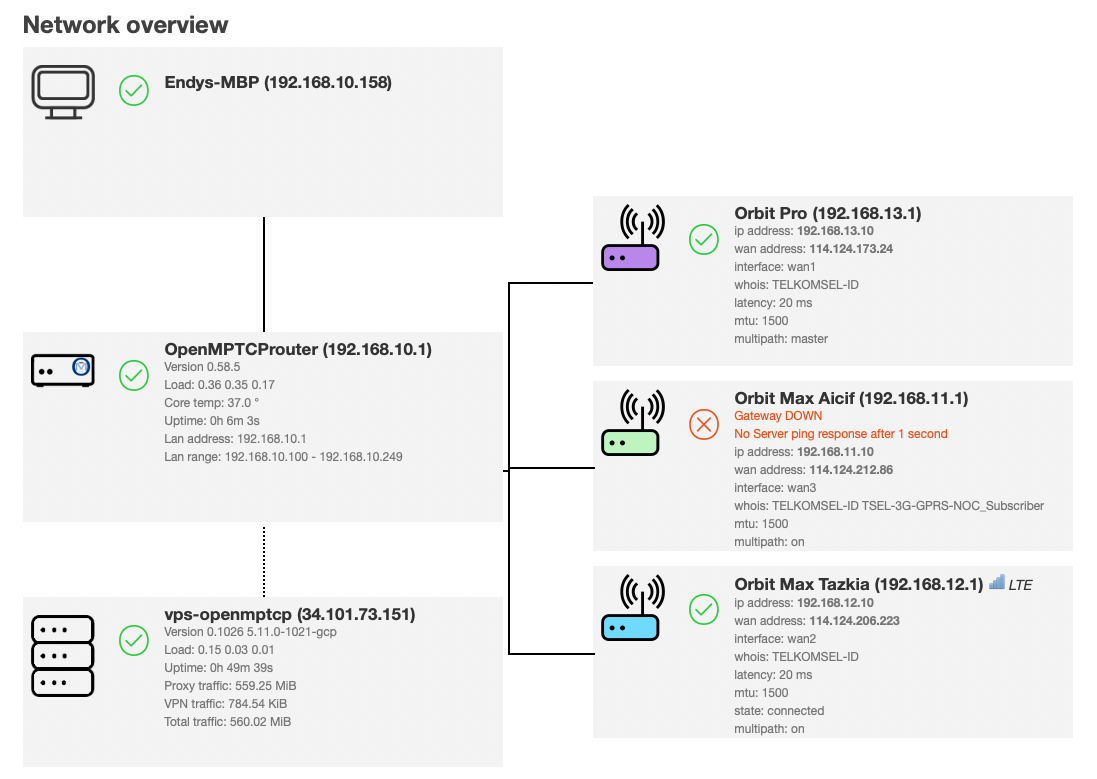 Network overview
Endys-MBP (192.168.10.158)
OpenMPTCProuter (192.168.10.1)
Version 0.58.5
Load: 0.36 0.35 0.17
Core temp: 37.0 °
Uptime: 0h 6m 3s
Lan address: 192.168.10.1
Lan range: 192.168.10.100 - 192.168.10.249
vps-openmptcp (34.101.73.151)
Version 0.1026 5.11.0-1021-gcp
Load: 0.15 0.03 0.01
Uptime: 0h 49m 39s
Proxy traffic: 559.25 MiB
VPN traffic: 784.54 KiB
Total traffic: 560.02 MiB
Orbit Pro (192.168.13.1)
ip address: 192.168.13.10
wan address: 114.124.173.24
interface: wan1
whois: TELKOMSEL-ID
latency: 20 ms
mtu: 1500
multipath: master
Orbit Max Aicif (192.168.11.1)
Gateway DOWN
No Server ping response after 1 second
ip address: 192.168.11.10
wan address: 114.124.212.86
interface: wan3
whois: TELKOMSEL-ID TSEL-3G-GPRS-NOC_Subscriber
mtu: 1500
multipath: on
Orbit Max Tazkia (192.168.12.1) LTE
ip address: 192.168.12.10
wan address: 114.124.206.223
interface: wan2
whois: TELKOMSEL-ID
latency: 20 ms
mtu: 1500
state: connected
multipath: on